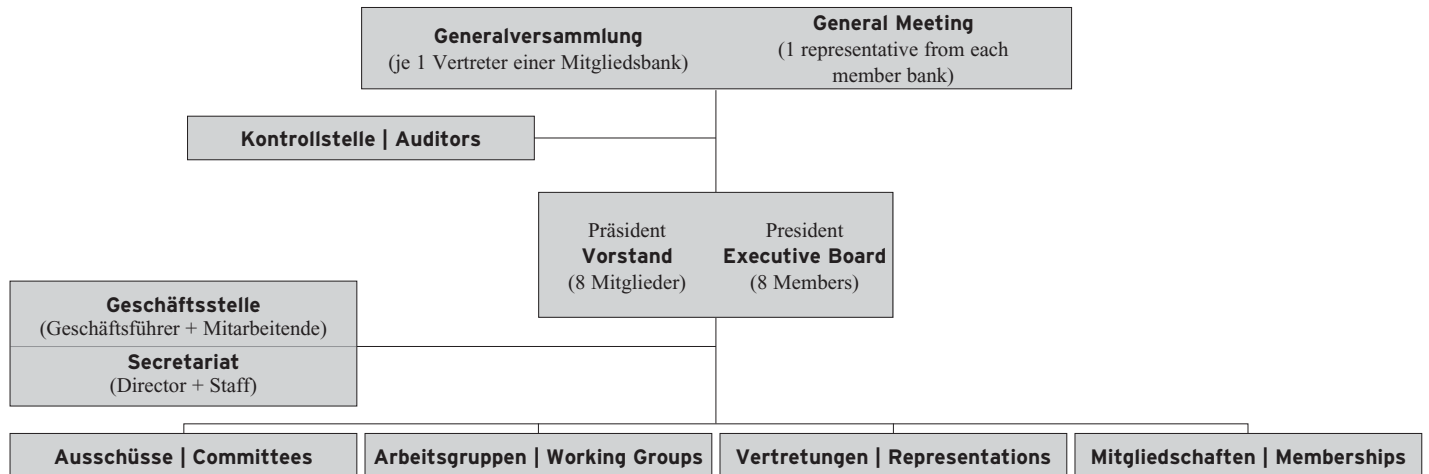 Generalversammlung
(je 1 Vertreter einer Mitgliedsbank)
General Meeting
(1 representative from each
member bank)
Kontrollstelle | Auditors
Präsident
Vorstand
(8 Mitglieder)
President
Executive Board
(8 Members)
Geschäftsstelle
(Geschäftsführer + Mitarbeitende)
Secretariat
(Director + Staff)
Ausschüsse | Committees
Arbeitsgruppen | Working Groups
Vertretungen | Representations
Mitgliedschaften | Memberships